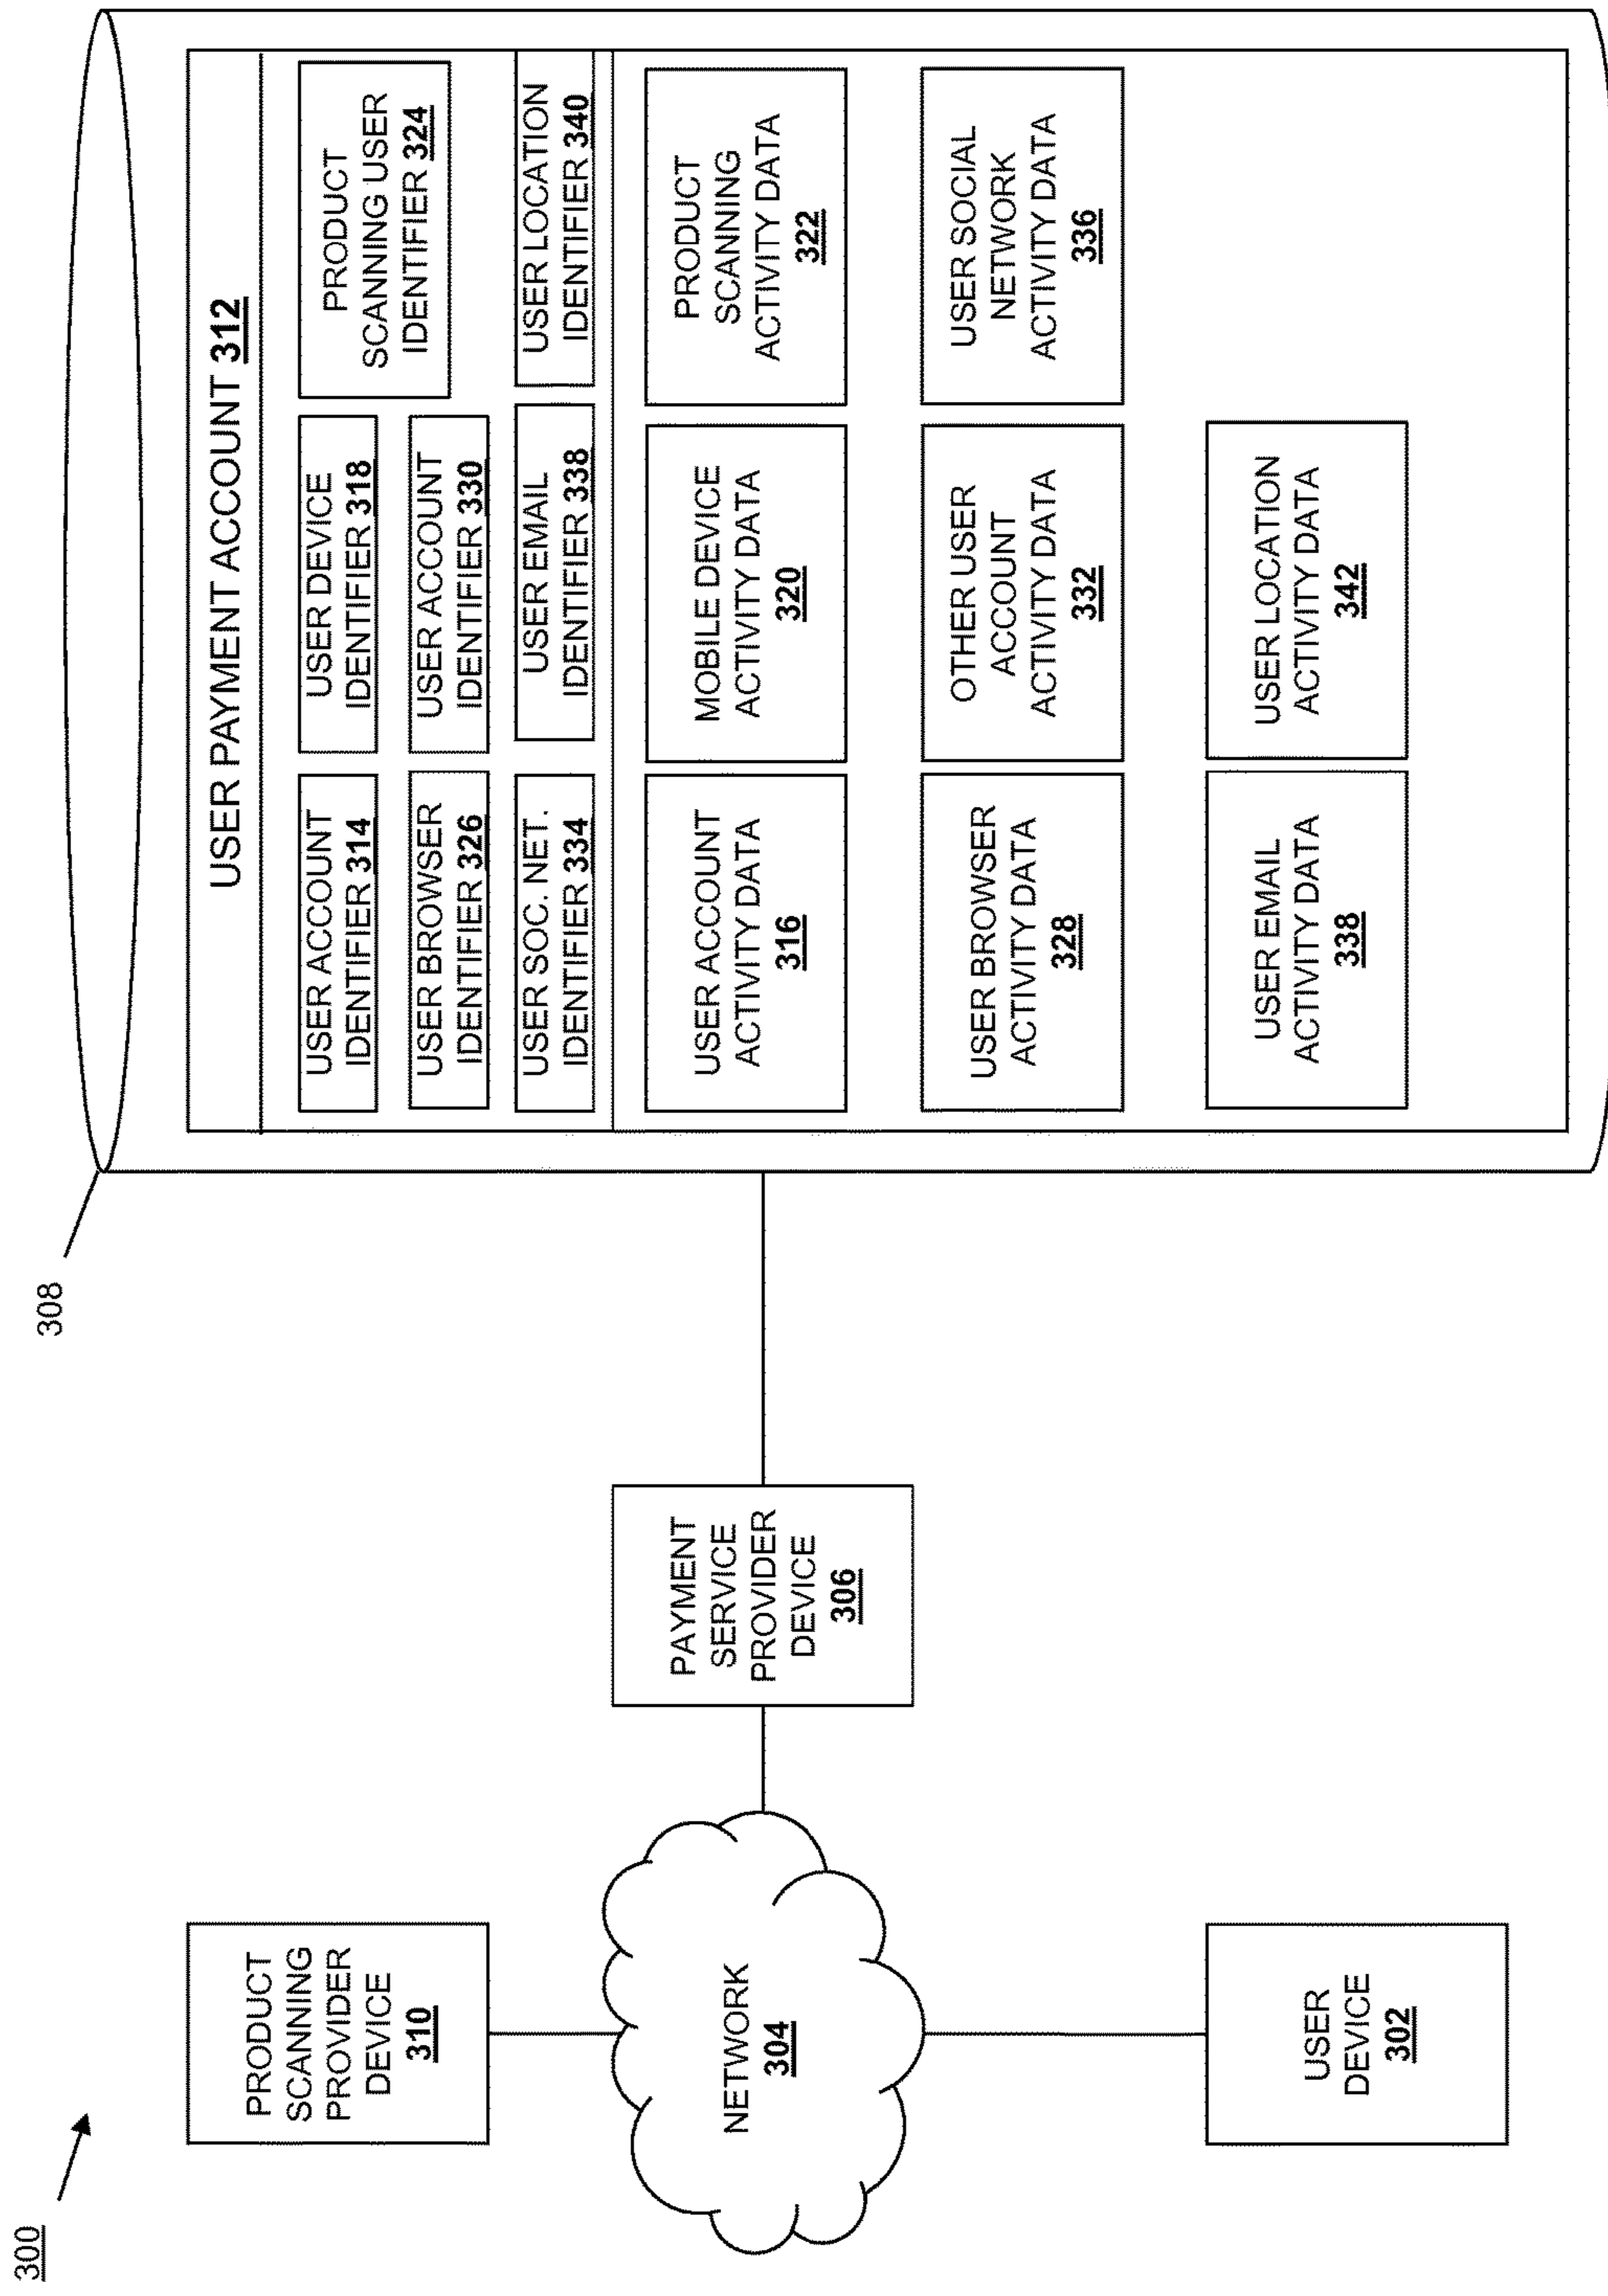 300
308
PRODUCT
SCANNING
PROVIDER
DEVICE
310
NETWORK
304
USER
DEVICE
302
PAYMENT
SERVICE
PROVIDER
DEVICE
306
USER PAYMENT ACCOUNT 312
USER ACCOUNT
IDENTIFIER 314
USER DEVICE
IDENTIFIER 318
PRODUCT
SCANNING USER
IDENTIFIER 324
USER BROWSER
IDENTIFIER 326
USER ACCOUNT
IDENTIFIER 330
USER SOC. NET.
IDENTIFIER 334
USER EMAIL
IDENTIFIER 338
USER LOCATION
IDENTIFIER 340
USER ACCOUNT
ACTIVITY DATA
316
MOBILE DEVICE
ACTIVITY DATA
320
PRODUCT
SCANNING
ACTIVITY DATA
322
USER BROWSER
ACTIVITY DATA
328
OTHER USER
ACCOUNT
ACTIVITY DATA
332
USER SOCIAL
NETWORK
ACTIVITY DATA
336
USER EMAIL
ACTIVITY DATA
338
USER LOCATION
ACTIVITY DATA
342